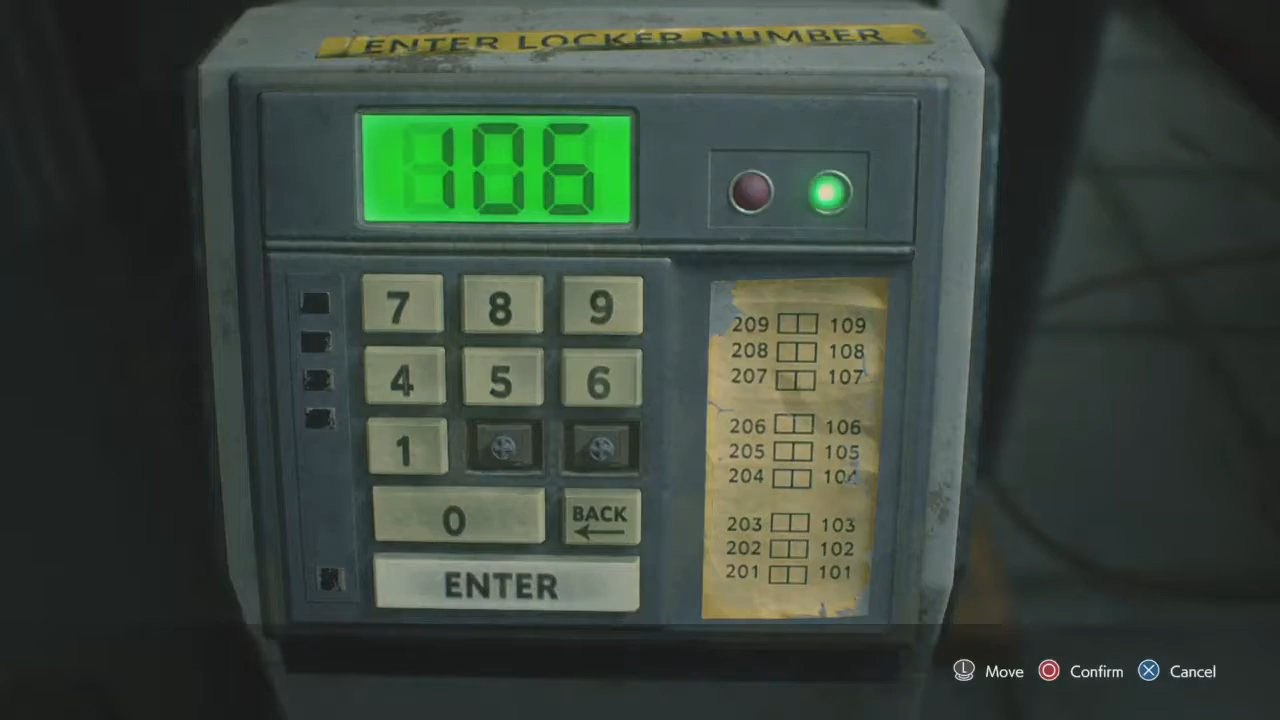 ENTER LOCKER NUMBER
106
7 8 9
4 5 6
1
0 BACK
ENTER
209 109
208 108
207 107
206 106
205 105
204 104
203 103
202 102
201 101
L Move Confirm Cancel